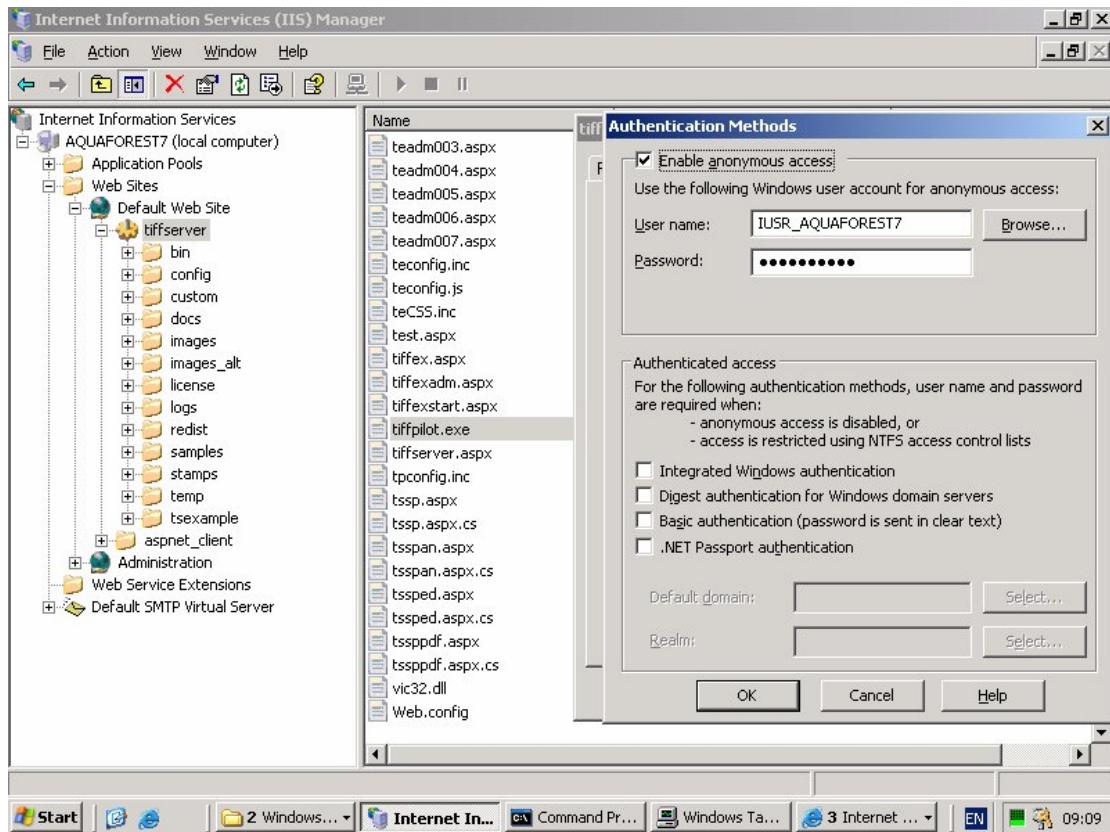 Internet Information Services (IIS) Manager
File Action View Window Help
Internet Information Services
AQUAFOREST7 (local computer)
Application Pools
Web Sites
Default Web Site
tiffserver
bin
config
custom
docs
images
images_alt
license
logs
redist
samples
stamps
temp
tsexample
aspnet_client
Administration
Web Service Extensions
Default SMTP Virtual Server
Name
teadm003.aspx
teadm004.aspx
teadm005.aspx
teadm006.aspx
teadm007.aspx
teconfig.inc
teconfig.js
teCSS.inc
test.aspx
tiffex.aspx
tiffexadm.aspx
tiffexstart.aspx
tiffpilot.exe
tiffserver.aspx
tpconfig.inc
tssp.aspx
tssp.aspx.cs
tsspan.aspx
tsspan.aspx.cs
tssped.aspx
tssped.aspx.cs
tssppdf.aspx
tssppdf.aspx.cs
vic32.dll
Web.config
tiff
Authentication Methods
Enable anonymous access
Use the following Windows user account for anonymous access:
User name: IUSR_AQUAFOREST7 Browse...
Password: ●●●●●●●●●●
Authenticated access
For the following authentication methods, user name and password
are required when:
- anonymous access is disabled, or
- access is restricted using NTFS access control lists
Integrated Windows authentication
Digest authentication for Windows domain servers
Basic authentication (password is sent in clear text)
.NET Passport authentication
Default domain: Select...
Realm: Select...
OK Cancel Help
Start 2 Windows... Internet In... Command Pr... Windows Ta... 3 Internet ... EN 09:09